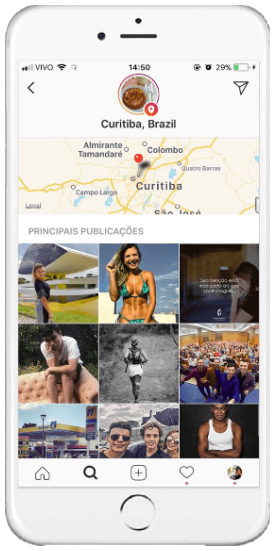 VIVO
14:50
29%
Curitiba, Brazil
Almirante
Tamandaré
Colombo
Quatro Barras
Campo Largo
Curitiba
São José
Legal
PRINCIPAIS PUBLICAÇÕES